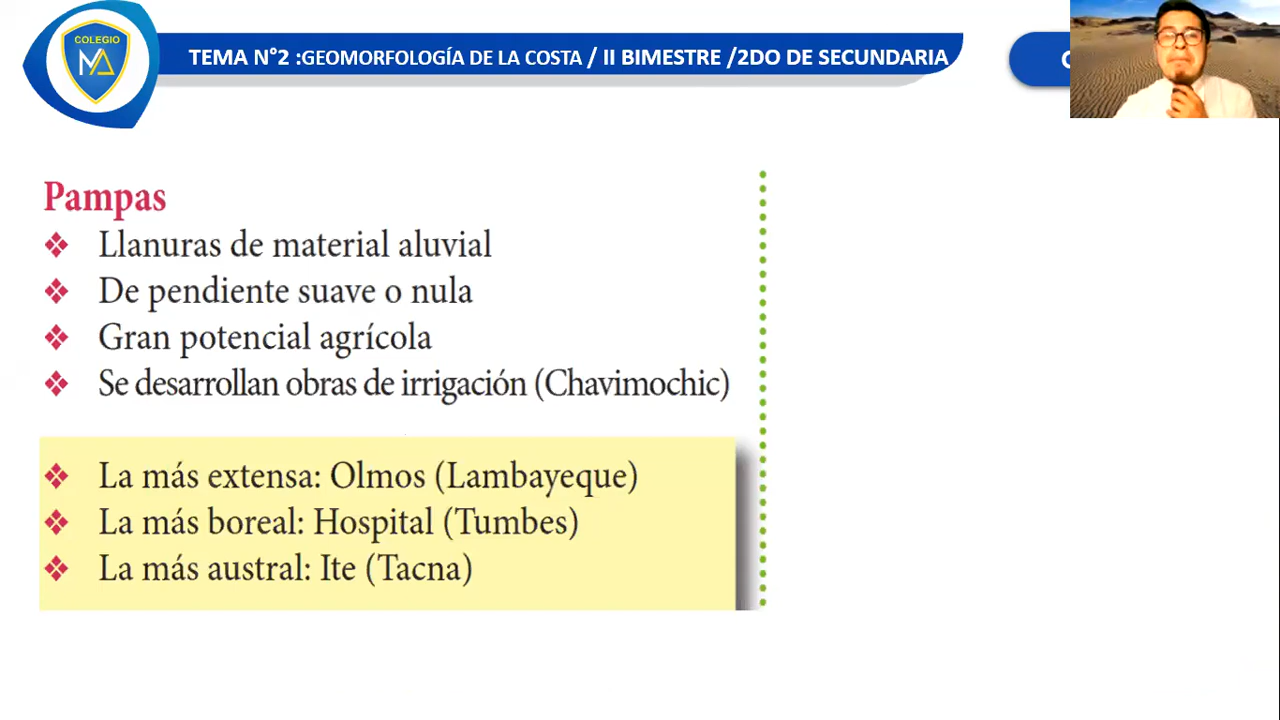 COLEGIO
TEMA N°2 :GEOMORFOLOGÍA DE LA COSTA / II BIMESTRE /2DO DE SECUNDARIA
Pampas
❖ Llanuras de material aluvial
❖ De pendiente suave o nula
❖ Gran potencial agrícola
❖ Se desarrollan obras de irrigación (Chavimochic)
❖ La más extensa: Olmos (Lambayeque)
❖ La más boreal: Hospital (Tumbes)
❖ La más austral: Ite (Tacna)